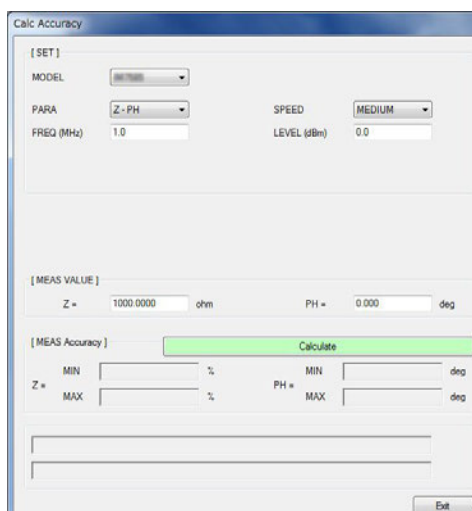 Calc Accuracy
[ SET ]
MODEL
PARA Z - PH SPEED MEDIUM
FREQ (MHz) 1.0 LEVEL (dBm) 0.0
[ MEAS VALUE ]
Z = 1000.0000 ohm PH = 0.000 deg
[ MEAS Accuracy ] Calculate
MIN % MIN deg
Z = PH =
MAX % MAX deg
Exit